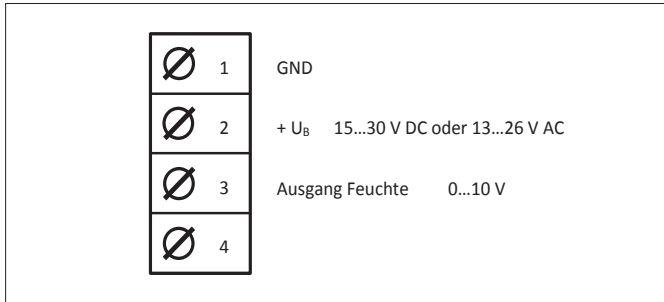 1 GND
2 + U_B 15...30 V DC oder 13...26 V AC
3 Ausgang Feuchte 0...10 V
4